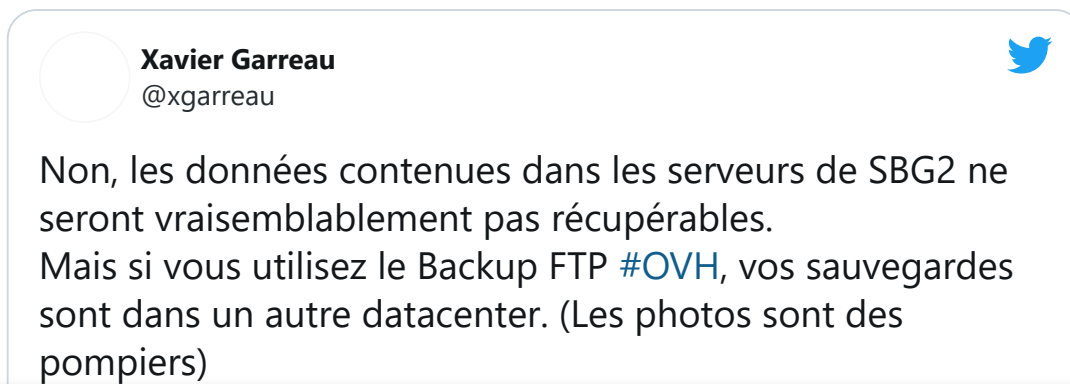 Xavier Garreau
@xgarreau
Non, les données contenues dans les serveurs de SBG2 ne
seront vraisemblablement pas récupérables.
Mais si vous utilisez le Backup FTP #OVH, vos sauvegardes
sont dans un autre datacenter. (Les photos sont des
pompiers)